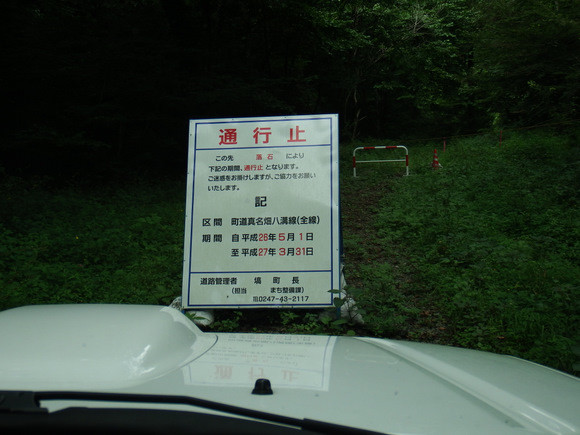 通行止
この先 落石 により
下記の期間、通行止 となります。
ご迷惑をお掛けしますが、ご協力をお願い
いたします。
記
区間 町道真名畑八溝線(全線)
期間 自 平成26年 5月 1日
至 平成27年 3月31日
道路管理者 塙 町 長
(担当 まち整備課)
℡0247-43-2117